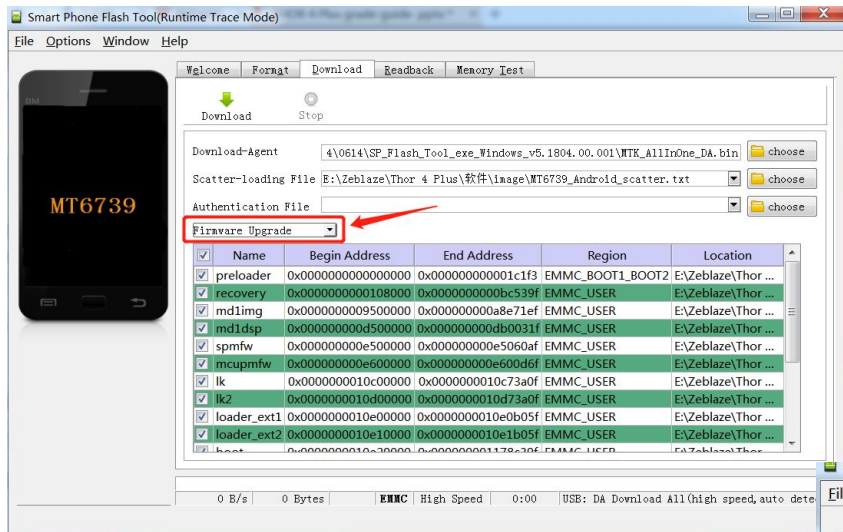 Smart Phone Flash Tool(Runtime Trace Mode)
File Options Window Help
Welcome Format Download Readback Memory Test
Download Stop
Download-Agent 4\0614\SP_Flash_Tool_exe_Windows_v5.1804.00.001\MTK_AllInOne_DA.bin choose
Scatter-loading File E:\Zeblaze\Thor 4 Plus\软件\image\MT6739_Android_scatter.txt choose
Authentication File choose
Firmware Upgrade
Name Begin Address End Address Region Location
preloader 0x0000000000000000 0x000000000001c1f3 EMMC_BOOT1_BOOT2 E:\Zeblaze\Thor ...
recovery 0x0000000000108000 0x0000000000bc539f EMMC_USER E:\Zeblaze\Thor ...
md1img 0x0000000009500000 0x000000000a8e71ef EMMC_USER E:\Zeblaze\Thor ...
md1dsp 0x000000000d500000 0x000000000db0031f EMMC_USER E:\Zeblaze\Thor ...
spmfw 0x000000000e500000 0x000000000e5060af EMMC_USER E:\Zeblaze\Thor ...
mcupmfw 0x000000000e600000 0x000000000e600d6f EMMC_USER E:\Zeblaze\Thor ...
lk 0x0000000010c00000 0x0000000010c73a0f EMMC_USER E:\Zeblaze\Thor ...
lk2 0x0000000010d00000 0x0000000010d73a0f EMMC_USER E:\Zeblaze\Thor ...
loader_ext1 0x0000000010e00000 0x0000000010e0b05f EMMC_USER E:\Zeblaze\Thor ...
loader_ext2 0x0000000010e10000 0x0000000010e1b05f EMMC_USER E:\Zeblaze\Thor ...
BM
MT6739
0 B/s 0 Bytes EMMC High Speed 0:00 USB: DA Download All(high speed,auto dete
Fil